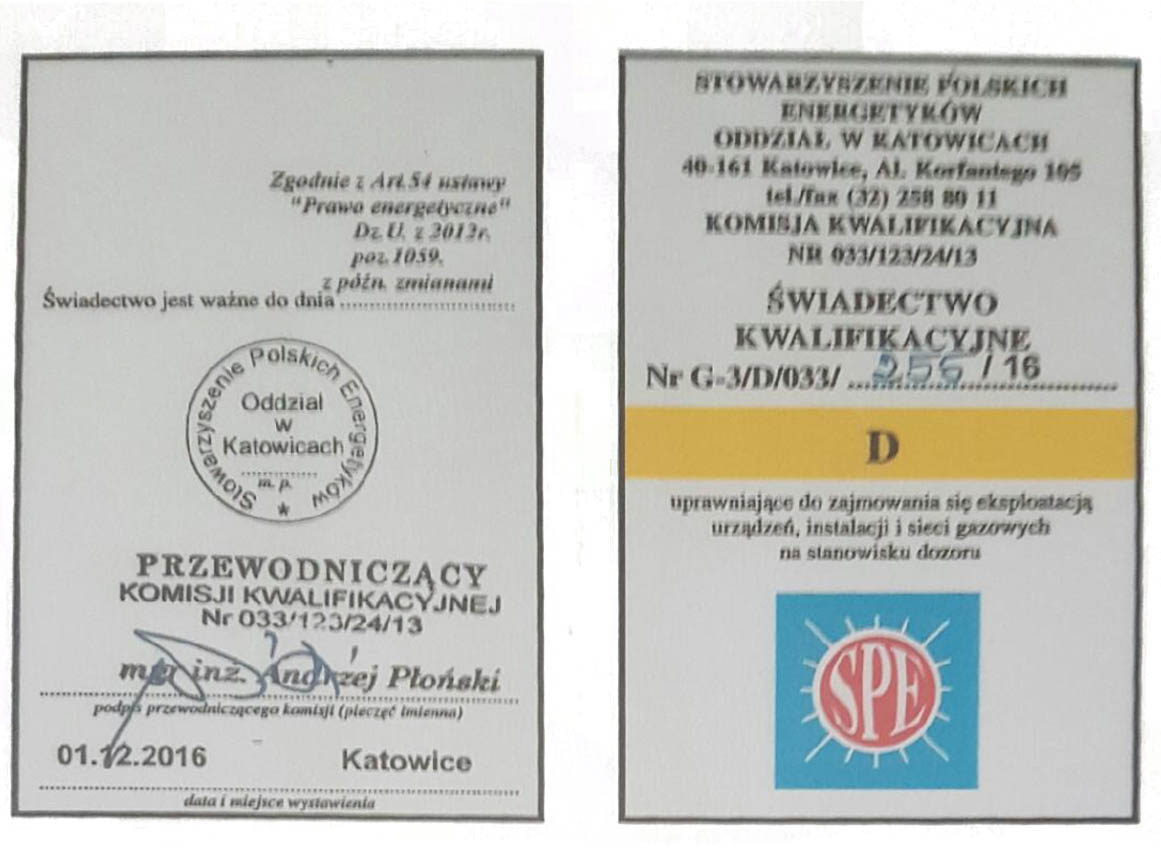 Zgodnie z Art.54 ustawy
"Prawo energetyczne"
Dz.U. z 2012r.
poz.1059.
z późn. zmianami
Świadectwo jest ważne do dnia ..............................
Stowarzyszenie Polskich Energetyków
Oddział
w
Katowicach
m. p.
*
PRZEWODNICZĄCY
KOMISJI KWALIFIKACYJNEJ
Nr 033/123/24/13
mgr inż. Andrzej Płoński
podpis przewodniczącego komisji (pieczęć imienna)
01.12.2016 Katowice
data i miejsce wystawienia
STOWARZYSZENIE POLSKICH
ENERGETYKÓW
ODDZIAŁ W KATOWICACH
40-161 Katowice, Al. Korfantego 105
tel./fax (32) 258 80 11
KOMISJA KWALIFIKACYJNA
NR 033/123/24/13
ŚWIADECTWO
KWALIFIKACYJNE
Nr G-3/D/033/ 255 / 16
D
uprawniające do zajmowania się eksploatacją
urządzeń, instalacji i sieci gazowych
na stanowisku dozoru
SPE